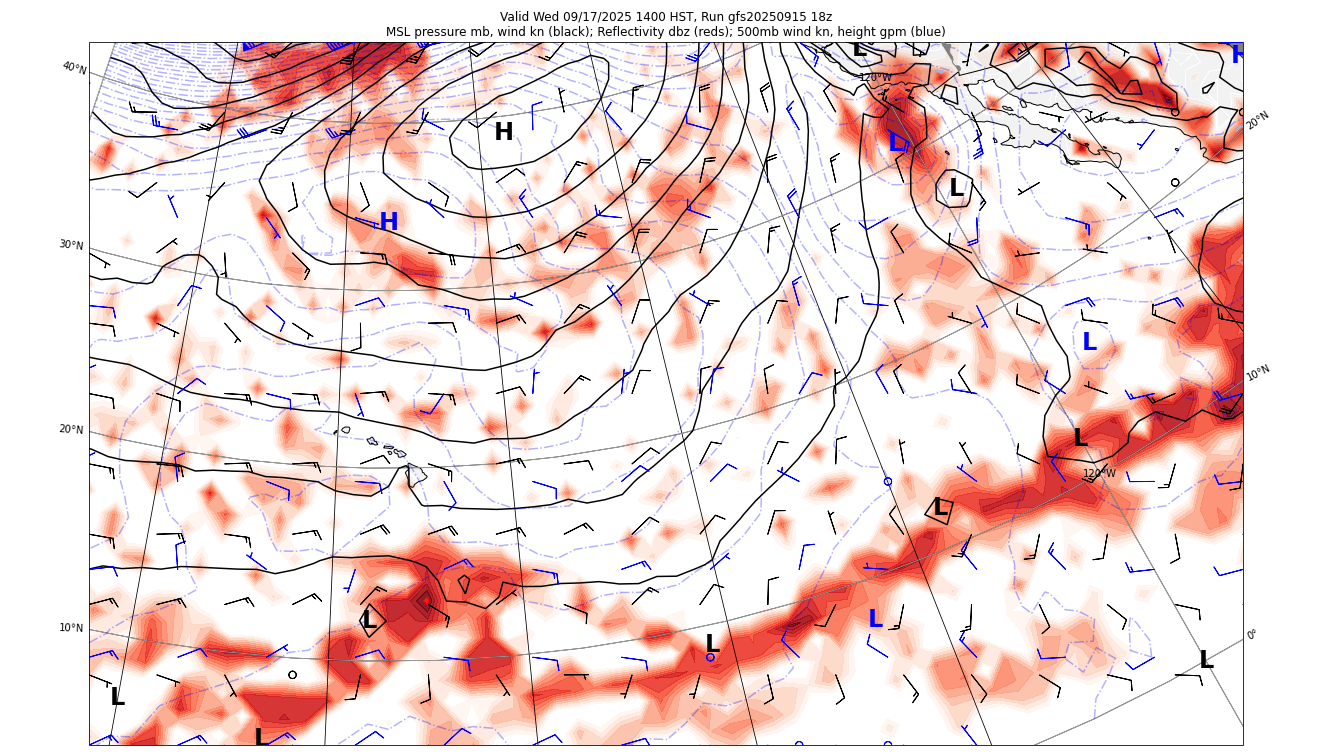 Valid Wed 09/17/2025 1400 HST, Run gfs20250915 18z
MSL pressure mb, wind kn (black); Reflectivity dbz (reds); 500mb wind kn, height gpm (blue)
L
H
40°N
120°W
20°N
H
L
L
H
30°N
L
10°N
20°N
L
120°W
L
10°N
L
L
0°
L
L
L
L